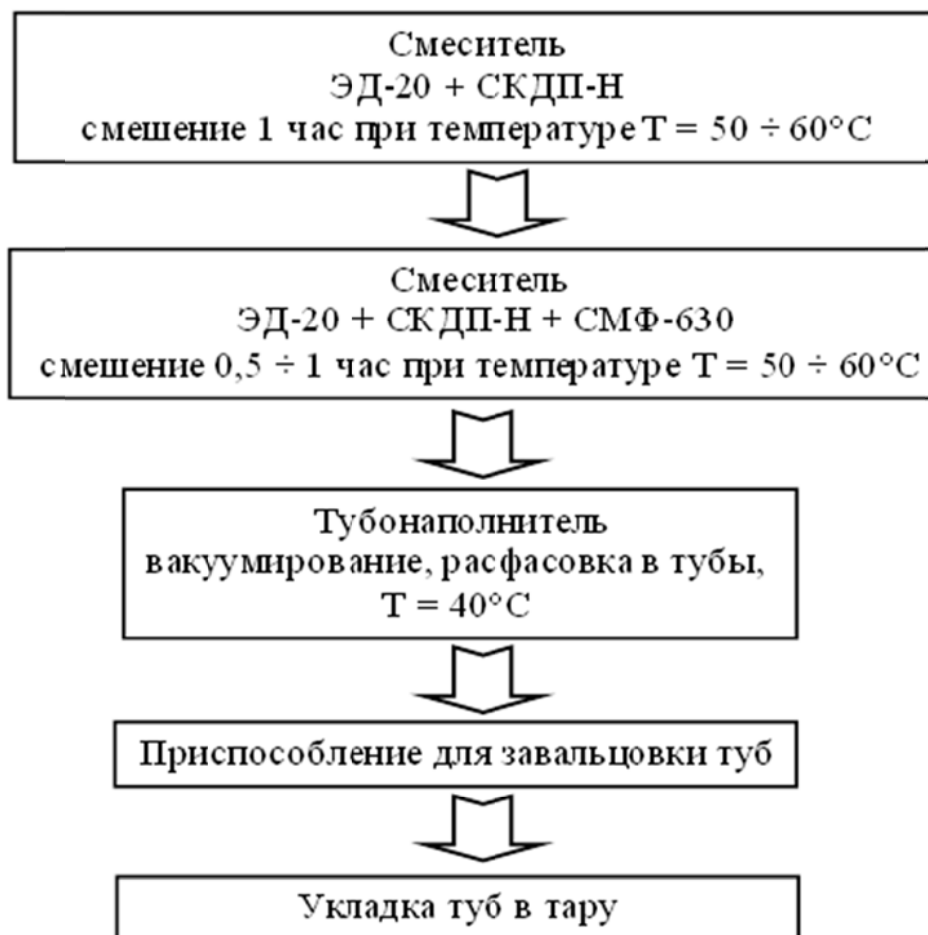 Смеситель
ЭД-20 + СКДП-Н
смешение 1 час при температуре Т = 50 ÷ 60°С
Смеситель
ЭД-20 + СКДП-Н + СМФ-630
смешение 0,5 ÷ 1 час при температуре Т = 50 ÷ 60°С
Тубонаполнитель
вакуумирование, расфасовка в тубы,
Т = 40°С
Приспособление для завальцовки туб
Укладка туб в тару